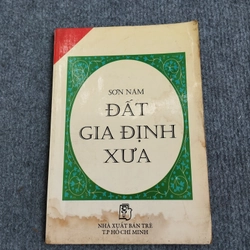 SƠN NAM
ĐẤT
GIA ĐỊNH
XƯA
NHÀ XUẤT BẢN TRẺ
T.P HỒ CHÍ MINH